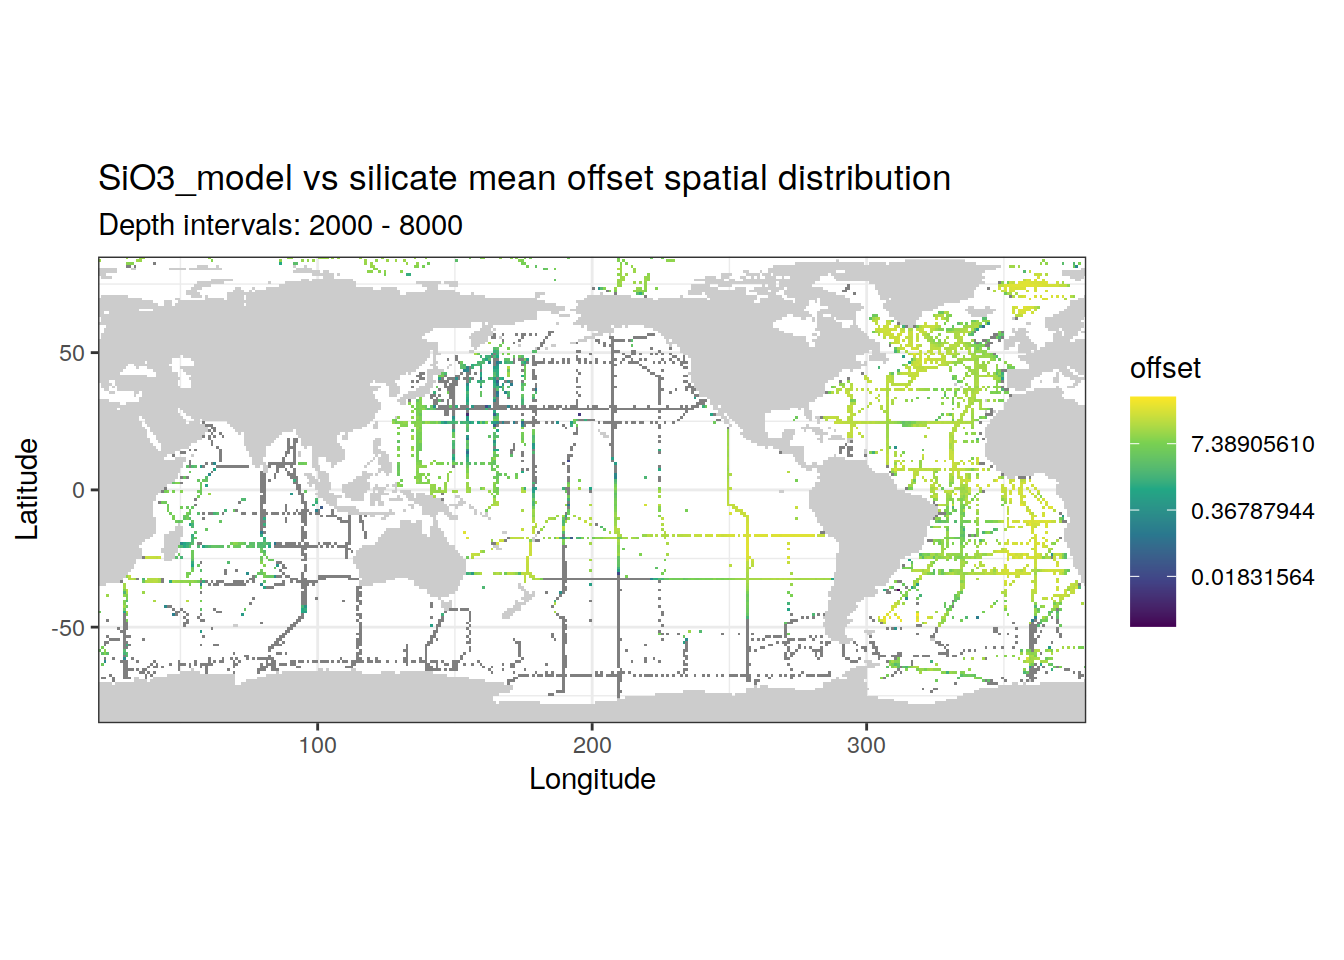 SiO3_model vs silicate mean offset spatial distribution
Depth intervals: 2000 - 8000
offset
7.38905610
0.36787944
0.01831564
50
0
-50
Latitude
100
200
300
Longitude